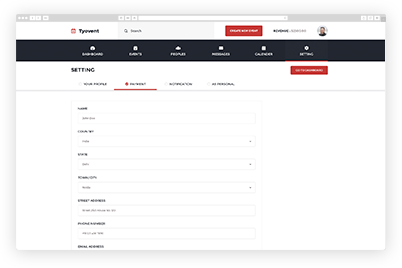 Tyovent
Search
CREATE NEW EVENT
REVENUE
DASHBOARD
EVENTS
PEOPLES
MESSAGES
CALENDER
SETTING
SETTING
GO TO DASHBOARD
YOUR PROFILE
PAYMENT
NOTIFICATION
AS PERSONAL
NAME
COUNTRY
STATE
TOWN/CITY
STREET ADDRESS
PHONE NUMBER
EMAIL ADDRESS